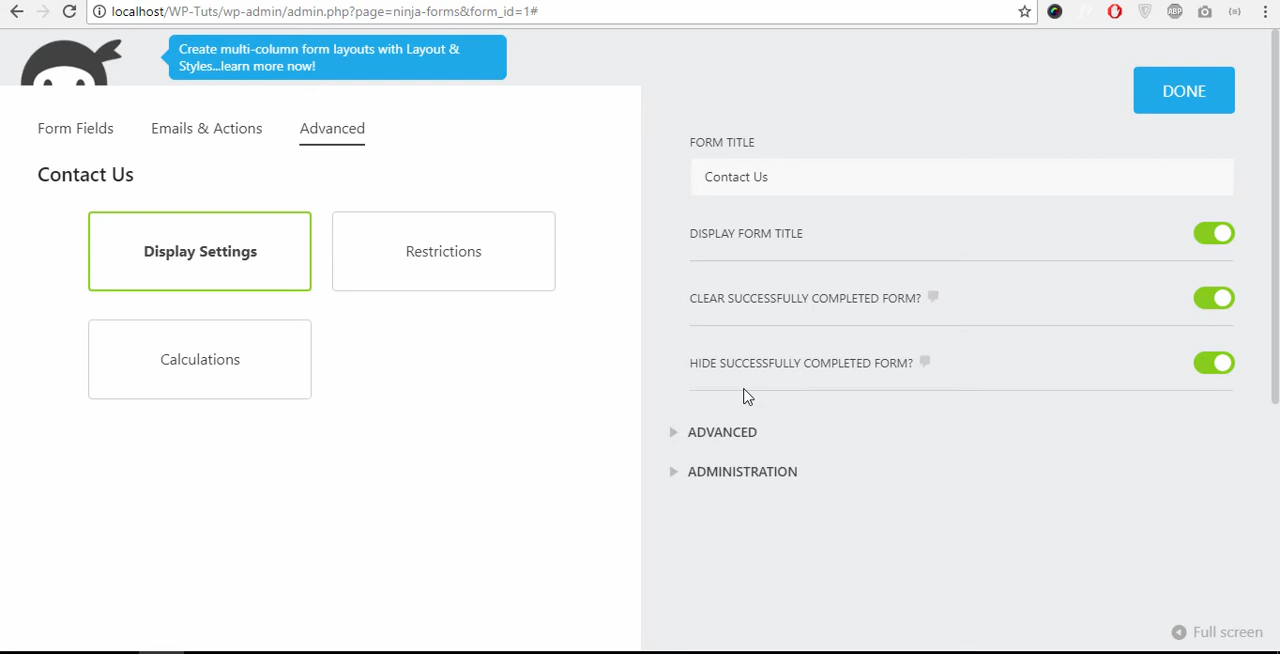 localhost/WP-Tuts/wp-admin/admin.php?page=ninja-forms&form_id=1#
ABP
Create multi-column form layouts with Layout &
Styles...learn more now!
DONE
Form Fields
Emails & Actions
Advanced
Contact Us
Display Settings
Restrictions
Calculations
FORM TITLE
Contact Us
DISPLAY FORM TITLE
CLEAR SUCCESSFULLY COMPLETED FORM?
HIDE SUCCESSFULLY COMPLETED FORM?
ADVANCED
ADMINISTRATION
Full screen